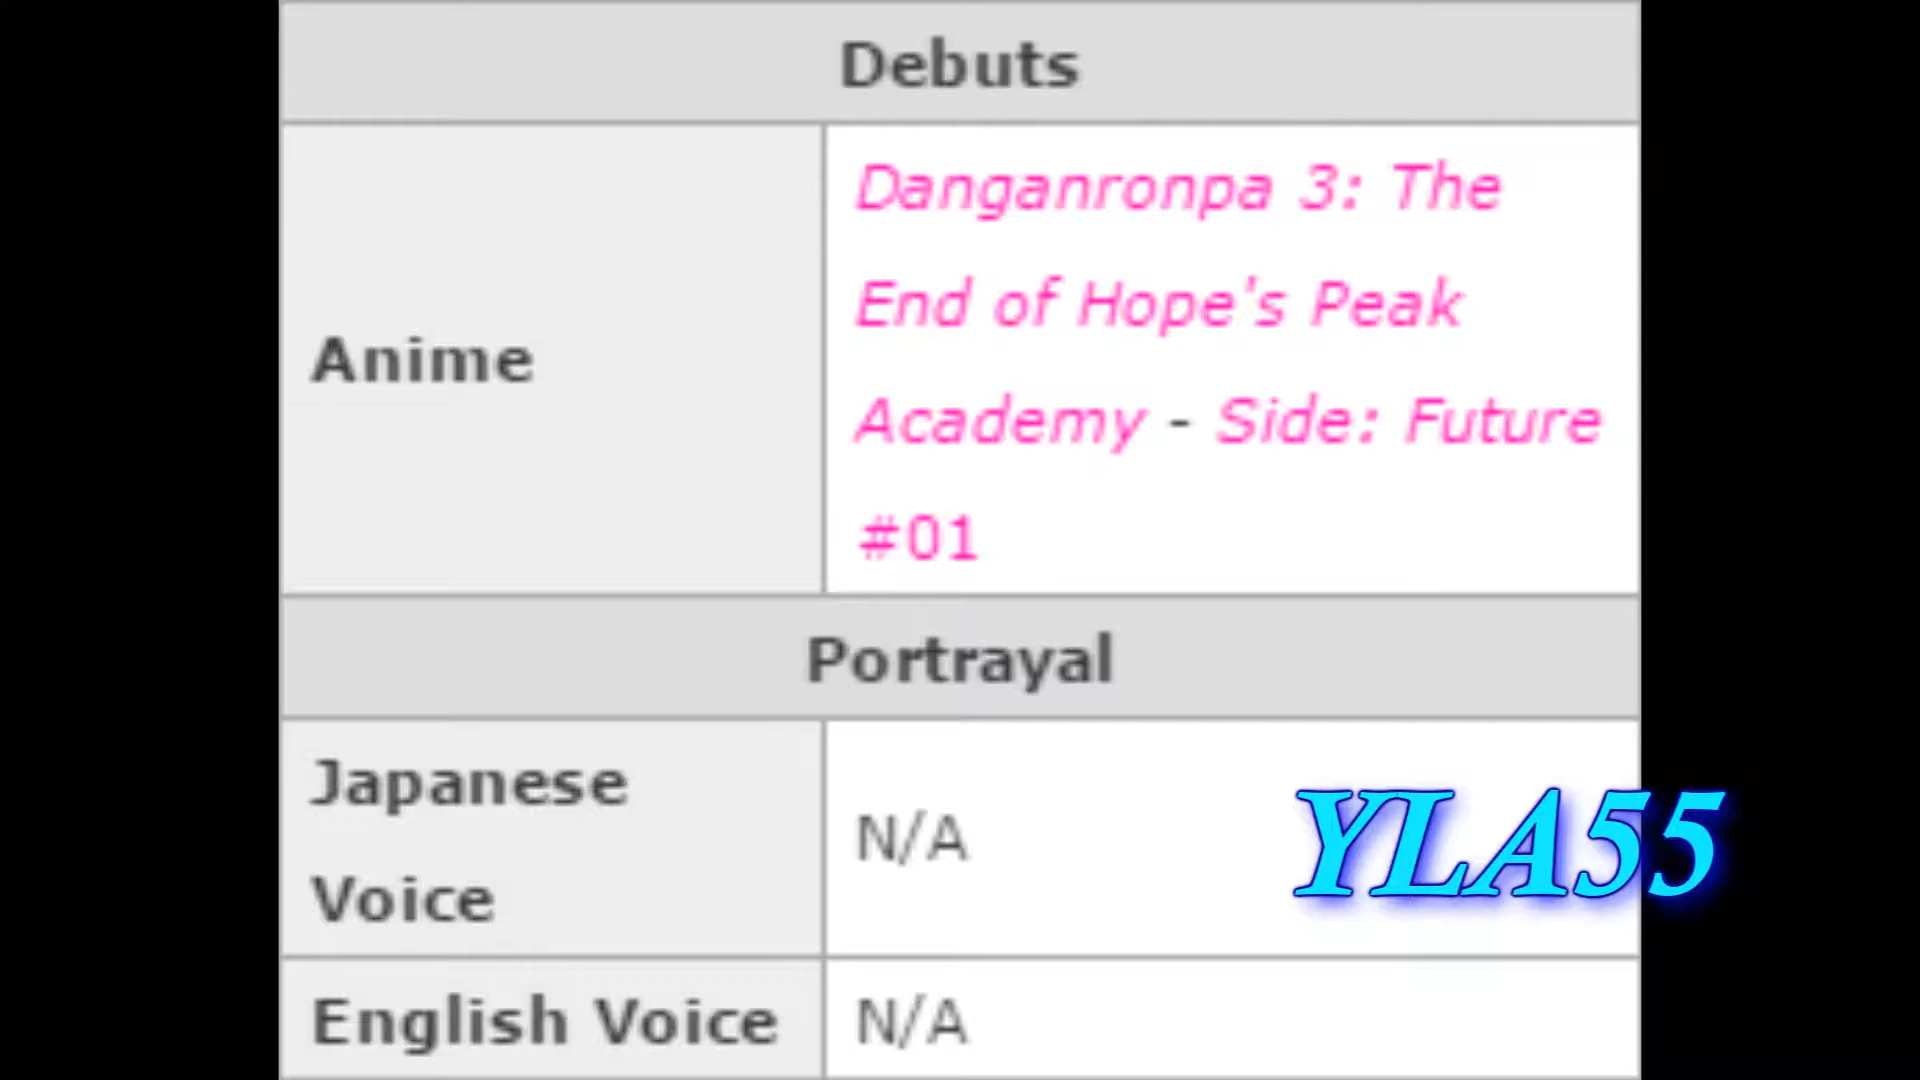 Debuts
Anime
Danganronpa 3: The
End of Hope's Peak
Academy - Side: Future
#01
Portrayal
Japanese
Voice
N/A
YLA55
English Voice
N/A